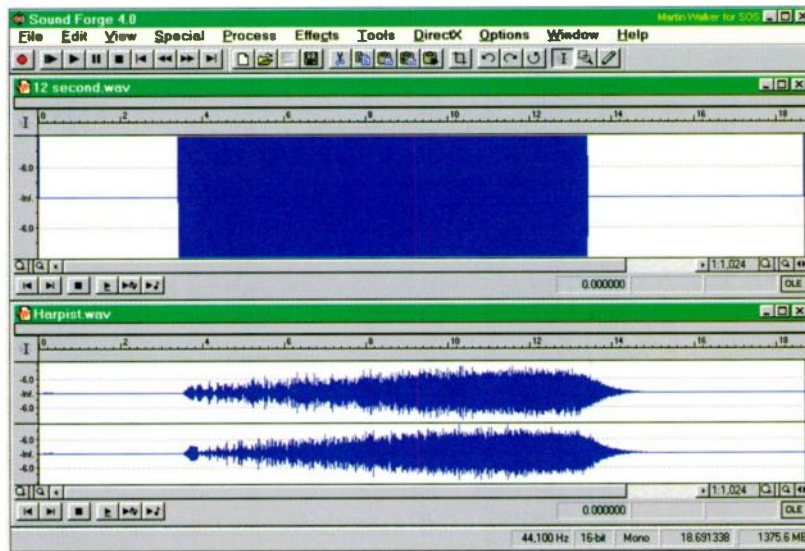 Sound Forge 4.0 Martin Walker for SOS
File Edit View Special Process Effects Tools DirectX Options Window Help
12 second.wav
0 2 4 6 8 10 12 14 16 18
-6.0
-Inf.
-6.0
1:1,024
0.000000 OLE
Harpist.wav
0 2 4 6 8 10 12 14 16 18
-6.0
-Inf.
-6.0
-6.0
-Inf.
-6.0
1:1,024
0.000000 OLE
44,100 Hz 16-bit Mono 18.691338 1375.6 MB